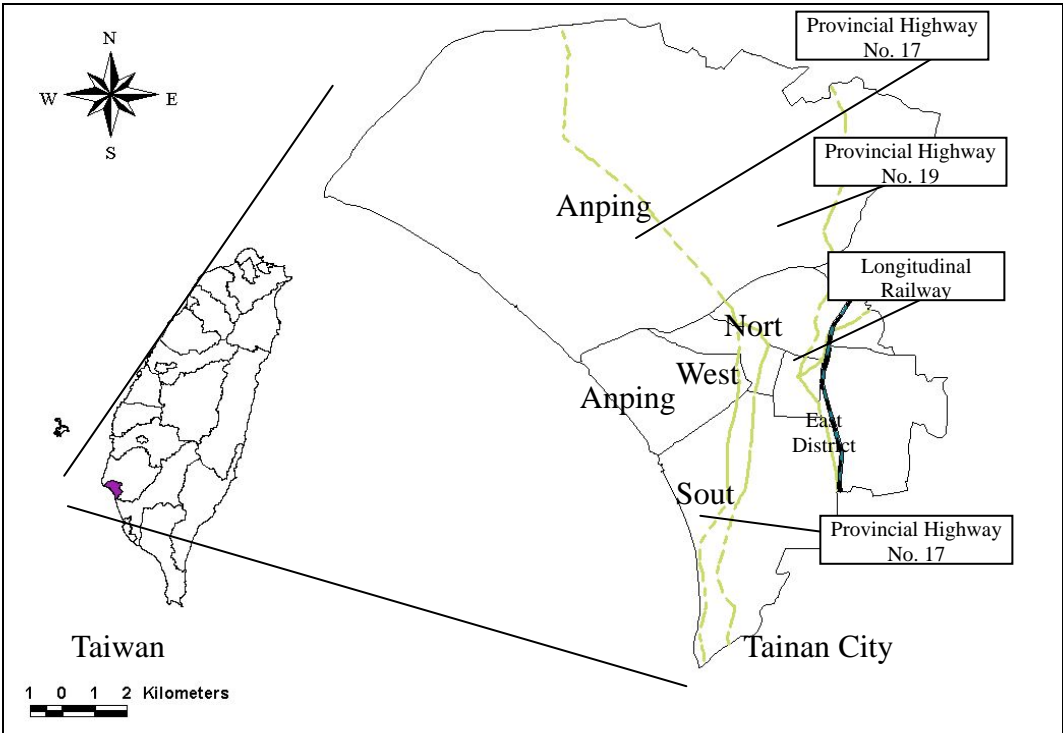 Provincial Highway
No. 17
N
W E
S
Provincial Highway
No. 19
Anping
Longitudinal
Railway
Nort
West
Anping
East
District
Sout
Provincial Highway
No. 17
Taiwan
Tainan City
1 0 1 2 Kilometers